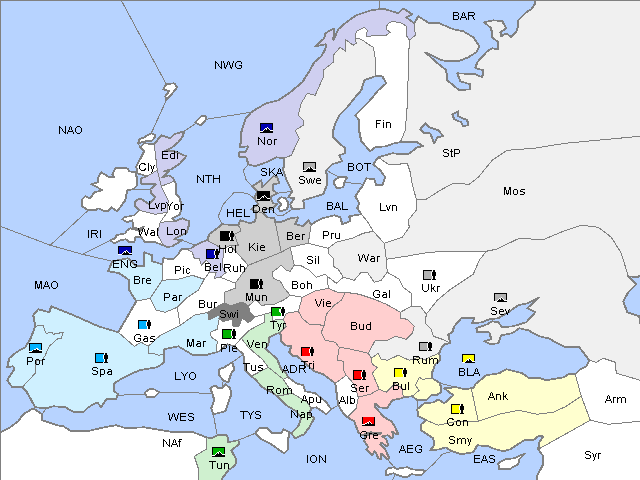 BAR
NWG
NAO
Fin
Nor
StP
Edi
Cly
SKA
BOT
Swe
NTH
Mos
Lvp
Yor
Den
BAL
Lvn
HEL
IRI
Wal
Lon
Hol
Kie
Ber
Pru
ENG
Bel
Ruh
Sil
War
Pic
Bre
Ukr
MAO
Par
Mun
Boh
Gal
Bur
Vie
Sev
Swi
Tyr
Bud
Gas
Mar
Pie
Ven
Tri
Rum
Por
Spa
LYO
Tus
ADR
Ser
Bul
BLA
Rom
Apu
Alb
Ank
Arm
WES
TYS
Nap
Gre
Con
NAf
Smy
Tun
ION
AEG
EAS
Syr